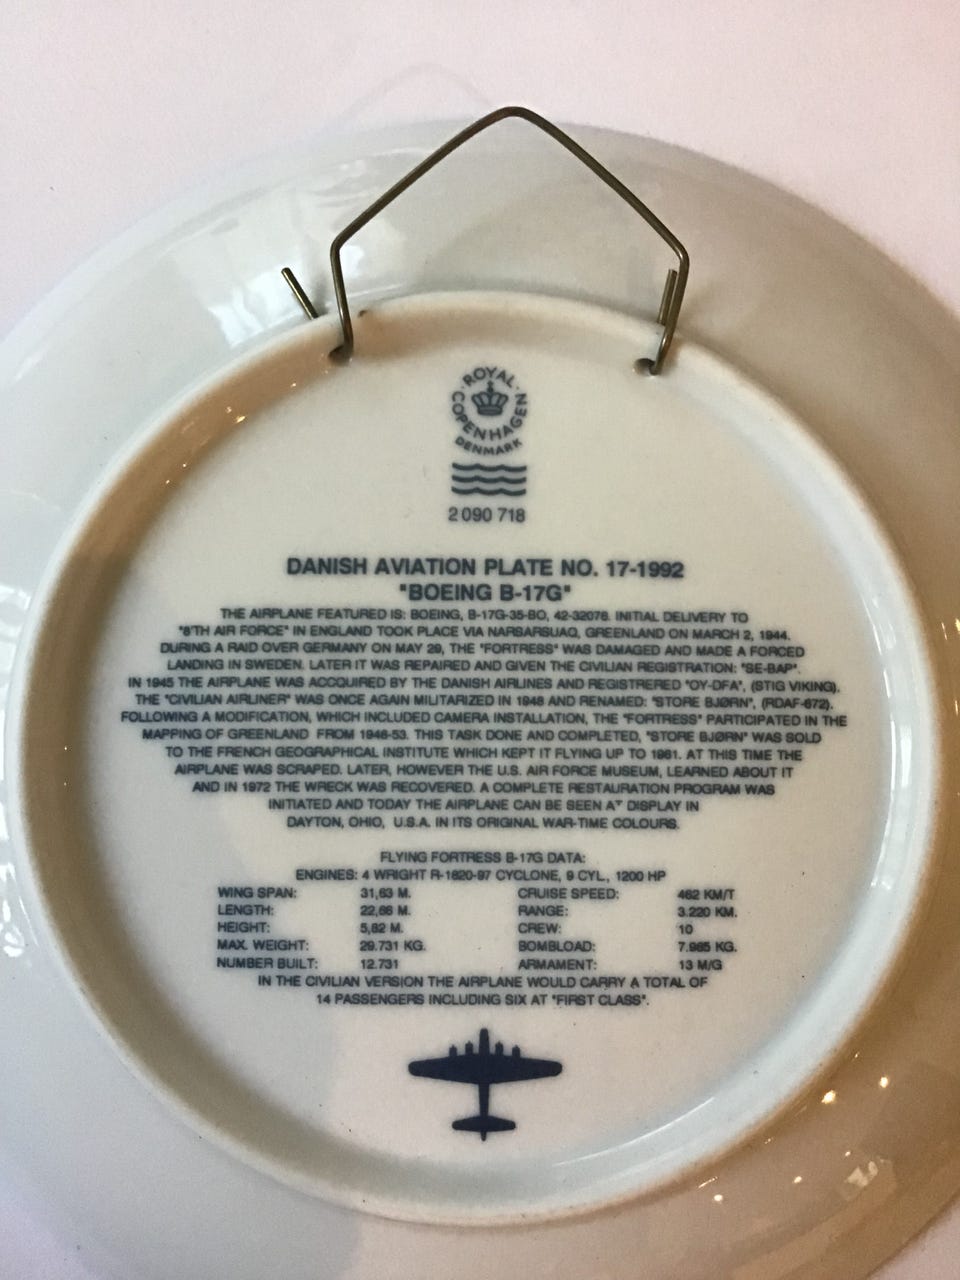 ROYAL COPENHAGEN
DENMARK
2 090 718
DANISH AVIATION PLATE NO. 17-1992
"BOEING B-17G"
THE AIRPLANE FEATURED IS: BOEING, B-17G-35-BO, 42-32076. INITIAL DELIVERY TO
"8'TH AIR FORCE" IN ENGLAND TOOK PLACE VIA NARSARSUAQ, GREENLAND ON MARCH 2, 1944.
DURING A RAID OVER GERMANY ON MAY 29, THE "FORTRESS" WAS DAMAGED AND MADE A FORCED
LANDING IN SWEDEN. LATER IT WAS REPAIRED AND GIVEN THE CIVILIAN REGISTRATION: "SE-BAP".
IN 1945 THE AIRPLANE WAS ACCQUIRED BY THE DANISH AIRLINES AND REGISTRERED "OY-DFA", (STIG VIKING).
THE "CIVILIAN AIRLINER" WAS ONCE AGAIN MILITARIZED IN 1948 AND RENAMED: "STORE BJØRN", (RDAF-672).
FOLLOWING A MODIFICATION, WHICH INCLUDED CAMERA INSTALLATION, THE "FORTRESS" PARTICIPATED IN THE
MAPPING OF GREENLAND FROM 1948-53. THIS TASK DONE AND COMPLETED, "STORE BJØRN" WAS SOLD
TO THE FRENCH GEOGRAPHICAL INSTITUTE WHICH KEPT IT FLYING UP TO 1961. AT THIS TIME THE
AIRPLANE WAS SCRAPED. LATER, HOWEVER THE U.S. AIR FORCE MUSEUM, LEARNED ABOUT IT
AND IN 1972 THE WRECK WAS RECOVERED. A COMPLETE RESTAURATION PROGRAM WAS
INITIATED AND TODAY THE AIRPLANE CAN BE SEEN AT DISPLAY IN
DAYTON, OHIO, U.S.A. IN ITS ORIGINAL WAR-TIME COLOURS.
FLYING FORTRESS B-17G DATA:
ENGINES: 4 WRIGHT R-1820-97 CYCLONE, 9 CYL., 1200 HP
WING SPAN: 31,63 M. CRUISE SPEED: 462 KM/T
LENGTH: 22,66 M. RANGE: 3.220 KM.
HEIGHT: 5,82 M. CREW: 10
MAX. WEIGHT: 29.731 KG. BOMBLOAD: 7.985 KG.
NUMBER BUILT: 12.731 ARMAMENT: 13 M/G
IN THE CIVILIAN VERSION THE AIRPLANE WOULD CARRY A TOTAL OF
14 PASSENGERS INCLUDING SIX AT "FIRST CLASS".